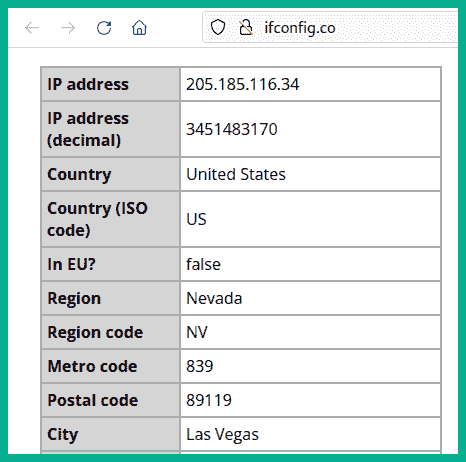 ifconfig.co
IP address 205.185.116.34
IP address
(decimal) 3451483170
Country United States
Country (ISO
code) US
In EU? false
Region Nevada
Region code NV
Metro code 839
Postal code 89119
City Las Vegas